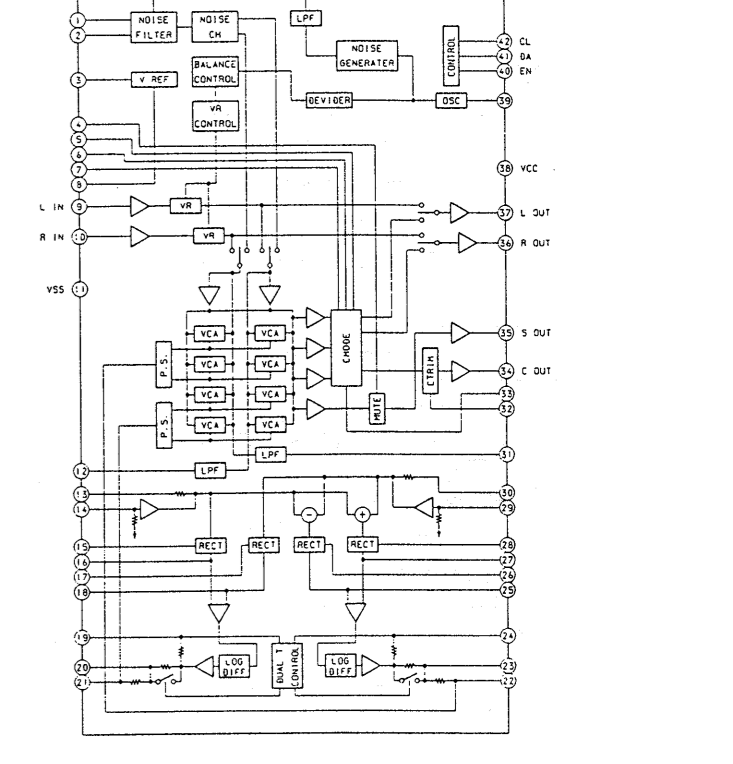 1 NOISE FILTER NOISE CH LPF
2
NOISE GENERATER
CONTROL
42 CL
41 DA
40 EN
3 V REF
BALANCE CONTROL
DEVIDER
OSC
39
VR CONTROL
4
5
6
7
8
38 VCC
L IN 9 VR
37 L OUT
R IN 10 VR
36 R OUT
VSS 11
VCA VCA
VCA VCA
VCA VCA
VCA VCA
P.S.
P.S.
CMODE
MUTE
CTRIM
35 S OUT
34 C OUT
33
32
LPF 31
12 LPF
13 30
14 29
− +
15 RECT RECT RECT RECT 28
16 27
17 26
18 25
19 24
20 LOG DIFF DUAL T CONTROL LOG DIFF 23
21 22